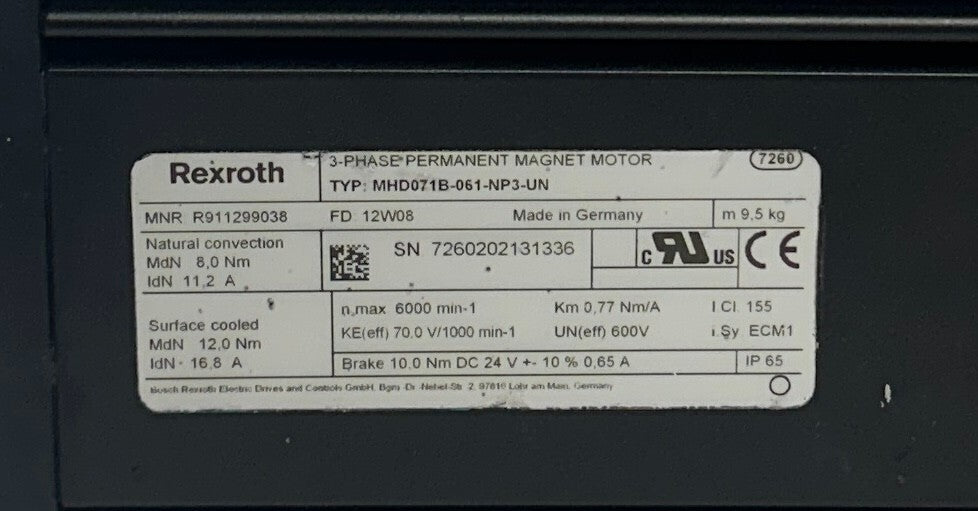 Rexroth
3-PHASE PERMANENT MAGNET MOTOR
7260
TYP: MHD071B-061-NP3-UN
MNR R911299038
FD 12W08
Made in Germany
m 9,5 kg
Natural convection
MdN 8,0 Nm
IdN 11,2 A
SN 7260202131336
C RU US
CE
Surface cooled
MdN 12,0 Nm
IdN 16,8 A
n,max 6000 min-1
Km 0,77 Nm/A
I.Cl. 155
KE(eff) 70,0 V/1000 min-1
UN(eff) 600V
i.Sy. ECM1
Brake 10,0 Nm DC 24 V +- 10 % 0,65 A
IP 65
Bosch Rexroth Electric Drives and Controls GmbH, Bgm.-Dr.-Nebel-Str. 2, 97816 Lohr am Main, Germany